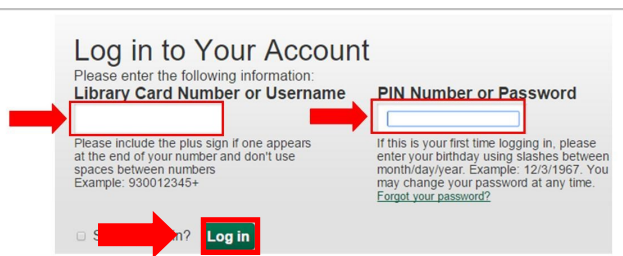 Log in to Your Account
Please enter the following information:
Library Card Number or Username
Please include the plus sign if one appears
at the end of your number and don't use
spaces between numbers
Example: 930012345+
PIN Number or Password
If this is your first time logging in, please
enter your birthday using slashes between
month/day/year. Example: 12/3/1967. You
may change your password at any time.
Forgot your password?
Log in